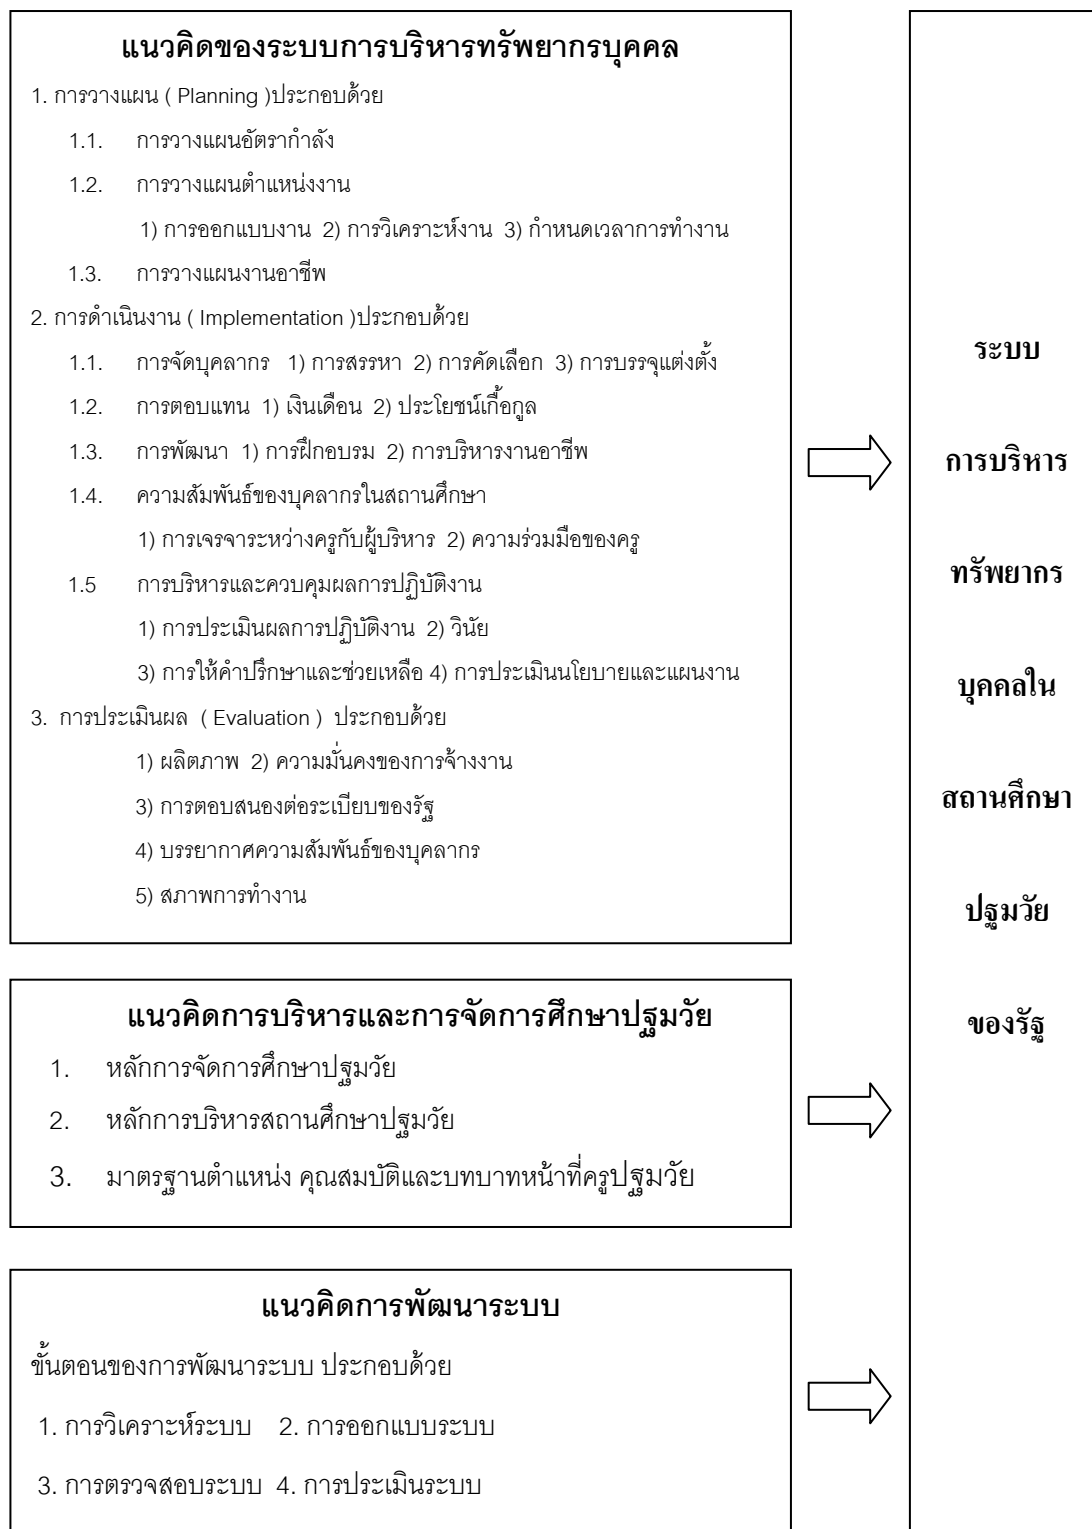 แนวคิดของระบบการบริหารทรัพยากรบุคคล
1. การวางแผน ( Planning )ประกอบด้วย
1.1. การวางแผนอัตรากำลัง
1.2. การวางแผนตำแหน่งงาน
1) การออกแบบงาน 2) การวิเคราะห์งาน 3) กำหนดเวลาการทำงาน
1.3. การวางแผนงานอาชีพ
2. การดำเนินงาน ( Implementation )ประกอบด้วย
1.1. การจัดบุคลากร 1) การสรรหา 2) การคัดเลือก 3) การบรรจุแต่งตั้ง
1.2. การตอบแทน 1) เงินเดือน 2) ประโยชน์เกื้อกูล
1.3. การพัฒนา 1) การฝึกอบรม 2) การบริหารงานอาชีพ
1.4. ความสัมพันธ์ของบุคลากรในสถานศึกษา
1) การเจรจาระหว่างครูกับผู้บริหาร 2) ความร่วมมือของครู
1.5 การบริหารและควบคุมผลการปฏิบัติงาน
1) การประเมินผลการปฏิบัติงาน 2) วินัย
3) การให้คำปรึกษาและช่วยเหลือ 4) การประเมินนโยบายและแผนงาน
3. การประเมินผล ( Evaluation ) ประกอบด้วย
1) ผลิตภาพ 2) ความมั่นคงของการจ้างงาน
3) การตอบสนองต่อระเบียบของรัฐ
4) บรรยากาศความสัมพันธ์ของบุคลากร
5) สภาพการทำงาน
แนวคิดการบริหารและการจัดการศึกษาปฐมวัย
1. หลักการจัดการศึกษาปฐมวัย
2. หลักการบริหารสถานศึกษาปฐมวัย
3. มาตรฐานตำแหน่ง คุณสมบัติและบทบาทหน้าที่ครูปฐมวัย
แนวคิดการพัฒนาระบบ
ขั้นตอนของการพัฒนาระบบ ประกอบด้วย
1. การวิเคราะห์ระบบ 2. การออกแบบระบบ
3. การตรวจสอบระบบ 4. การประเมินระบบ
ระบบ
การบริหาร
ทรัพยากร
บุคคลใน
สถานศึกษา
ปฐมวัย
ของรัฐ